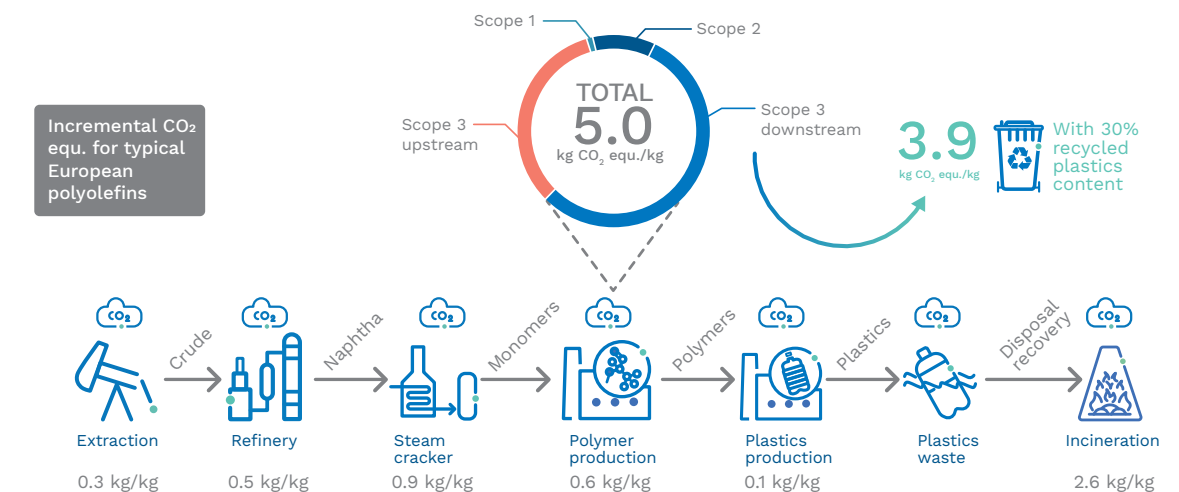 Scope 1
Scope 2
Incremental CO₂
equ. for typical
European
polyolefins
Scope 3
upstream
TOTAL
5.0
kg CO₂ equ./kg
Scope 3
downstream
3.9
kg CO₂ equ./kg
With 30%
recycled
plastics
content
CO₂
CO₂
CO₂
CO₂
CO₂
CO₂
CO₂
Crude
Naphtha
Monomers
Polymers
Plastics
Disposal
recovery
Extraction
Refinery
Steam
cracker
Polymer
production
Plastics
production
Plastics
waste
Incineration
0.3 kg/kg
0.5 kg/kg
0.9 kg/kg
0.6 kg/kg
0.1 kg/kg
2.6 kg/kg